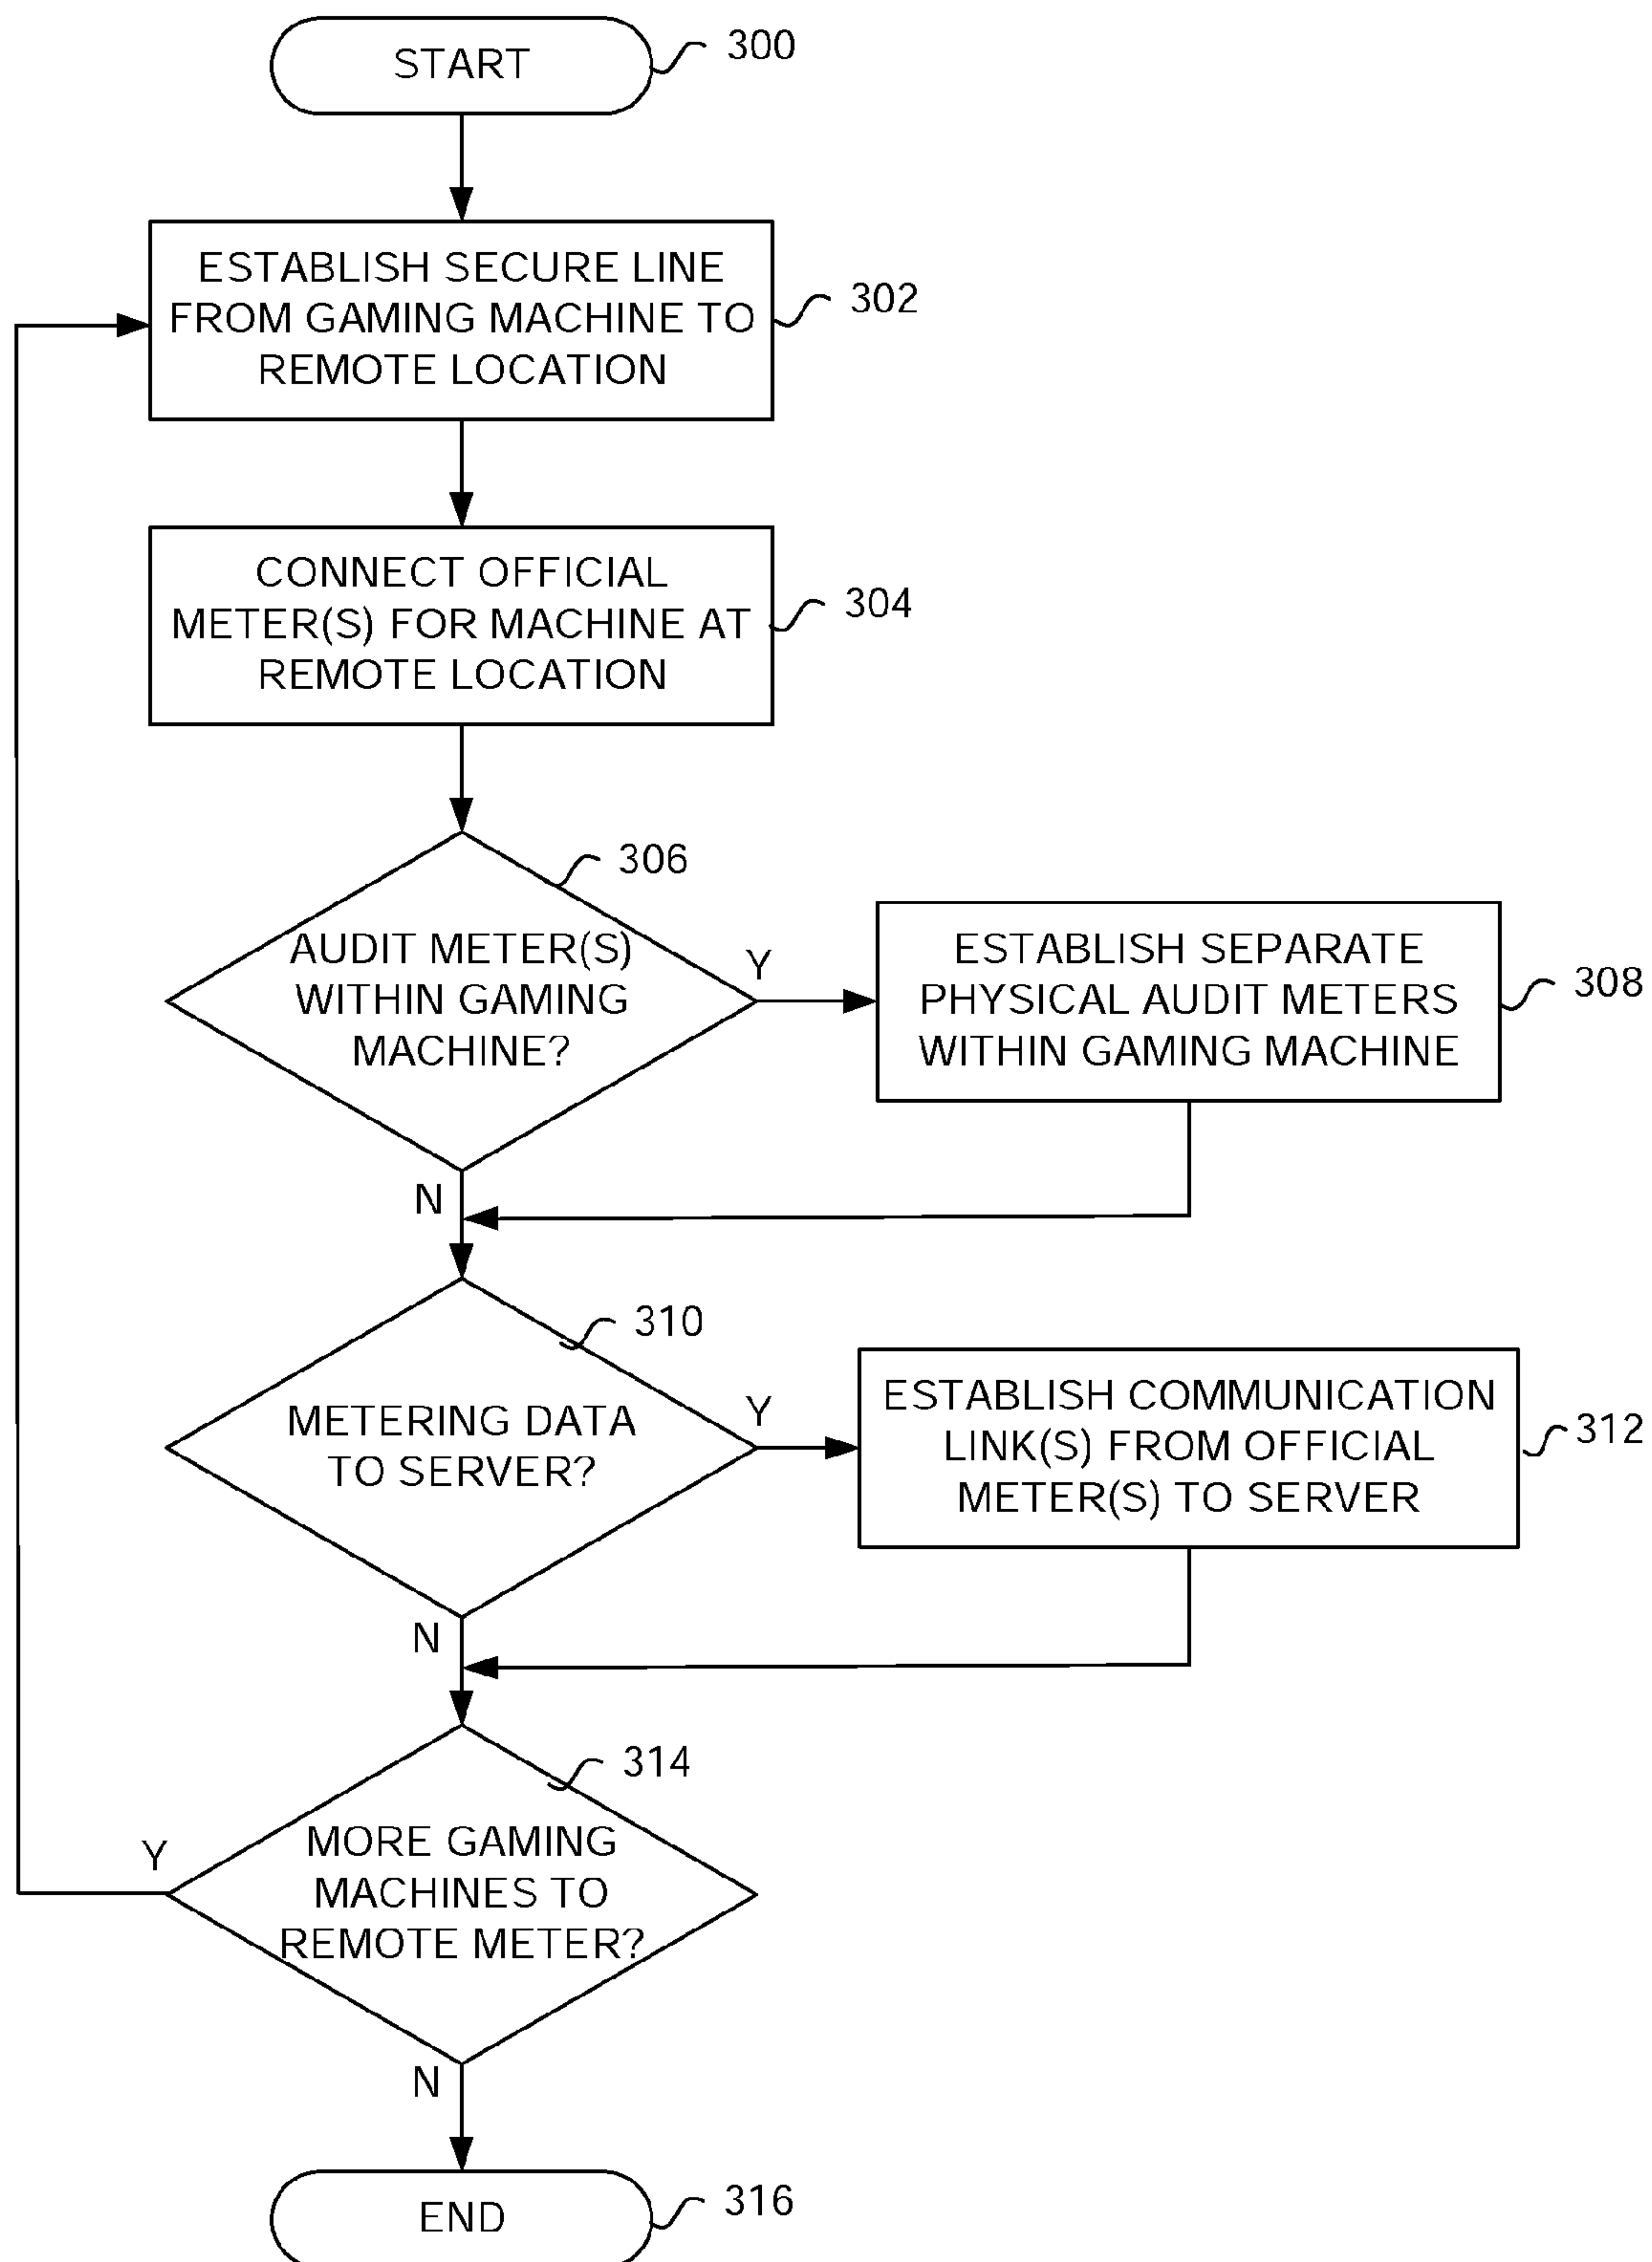 START
300
ESTABLISH SECURE LINE
FROM GAMING MACHINE TO
REMOTE LOCATION
302
CONNECT OFFICIAL
METER(S) FOR MACHINE AT
REMOTE LOCATION
304
306
AUDIT METER(S)
WITHIN GAMING
MACHINE?
Y
ESTABLISH SEPARATE
PHYSICAL AUDIT METERS
WITHIN GAMING MACHINE
308
N
310
METERING DATA
TO SERVER?
Y
ESTABLISH COMMUNICATION
LINK(S) FROM OFFICIAL
METER(S) TO SERVER
312
N
314
MORE GAMING
MACHINES TO
REMOTE METER?
Y
N
END
316